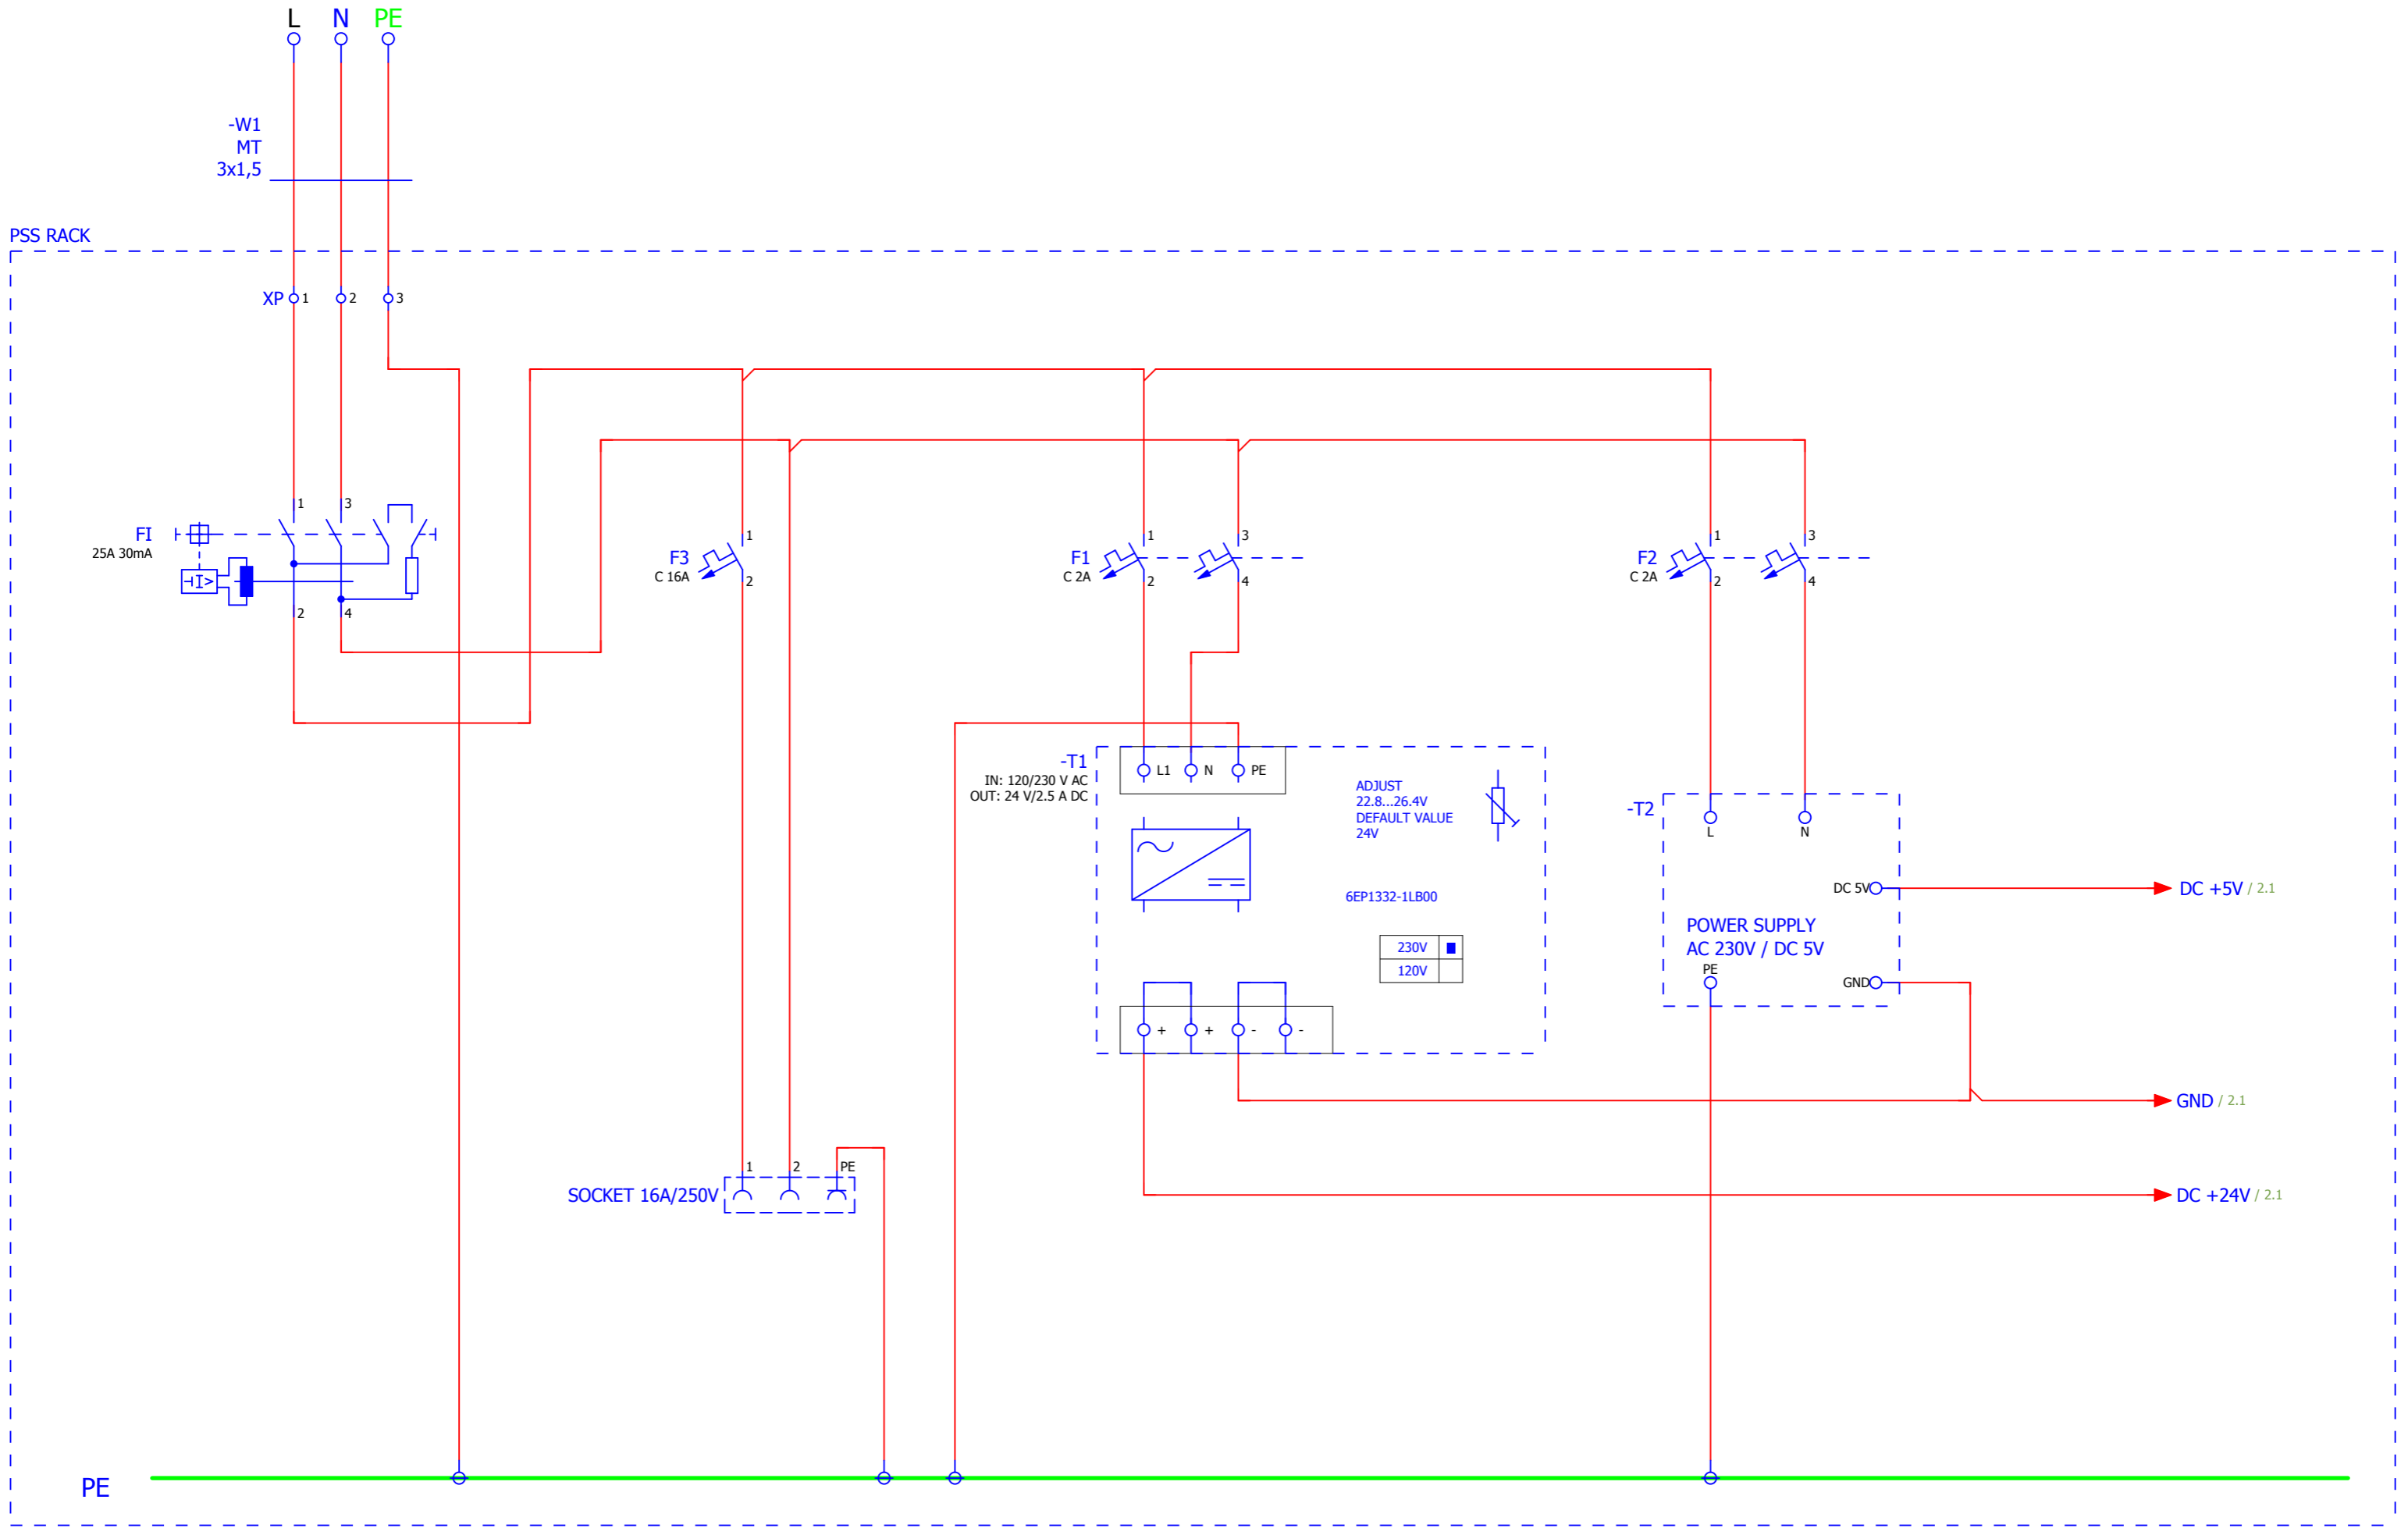 L N PE
-W1
MT
3x1,5
PSS RACK
XP 1 2 3
1 3
FI
25A 30mA
-I>
2 4
1
F3
C 16A
2
1 3
F1
C 2A
2 4
1 3
F2
C 2A
2 4
-T1
IN: 120/230 V AC
OUT: 24 V/2.5 A DC
L1 N PE
ADJUST
22.8...26.4V
DEFAULT VALUE
24V
6EP1332-1LB00
230V
120V
+ + - -
-T2
L N
DC 5V
POWER SUPPLY
AC 230V / DC 5V
PE
GND
DC +5V / 2.1
GND / 2.1
DC +24V / 2.1
1 2 PE
SOCKET 16A/250V
PE